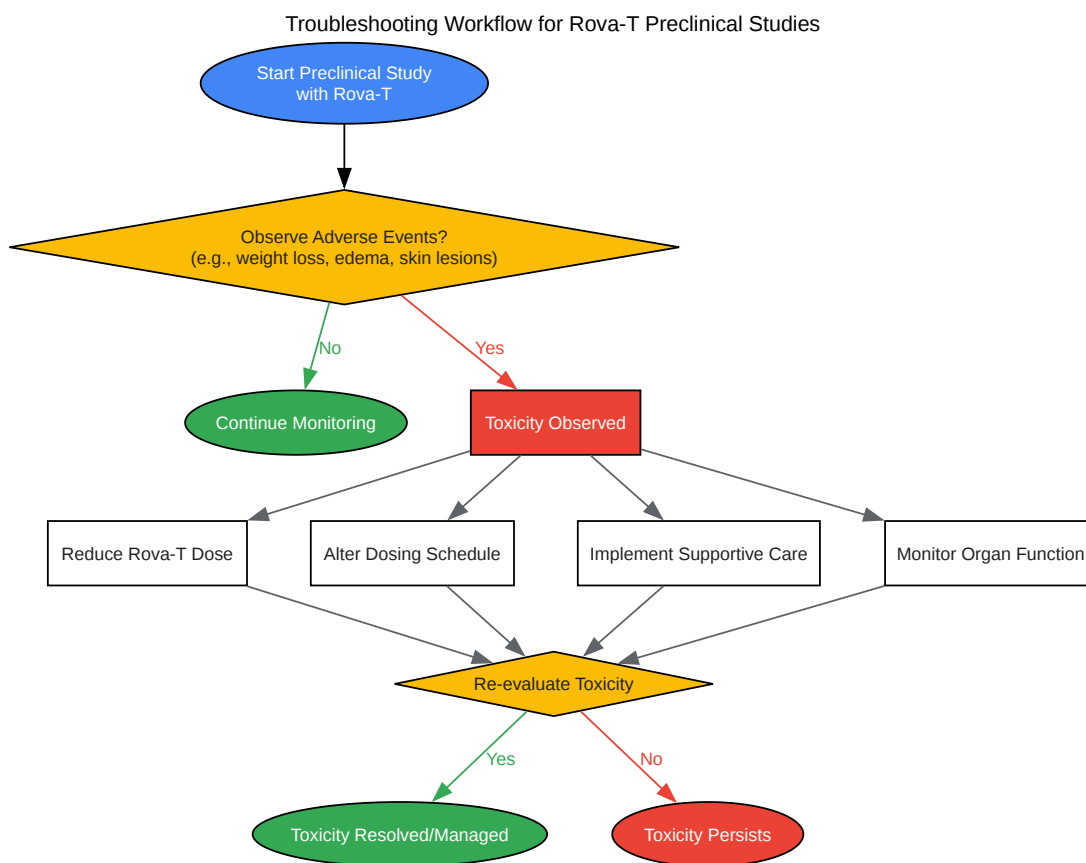 Troubleshooting Workflow for Rova-T Preclinical Studies
Start Preclinical Study
with Rova-T
Observe Adverse Events?
(e.g., weight loss, edema, skin lesions)
No
Yes
Continue Monitoring
Toxicity Observed
Reduce Rova-T Dose
Alter Dosing Schedule
Implement Supportive Care
Monitor Organ Function
Re-evaluate Toxicity
Yes
No
Toxicity Resolved/Managed
Toxicity Persists